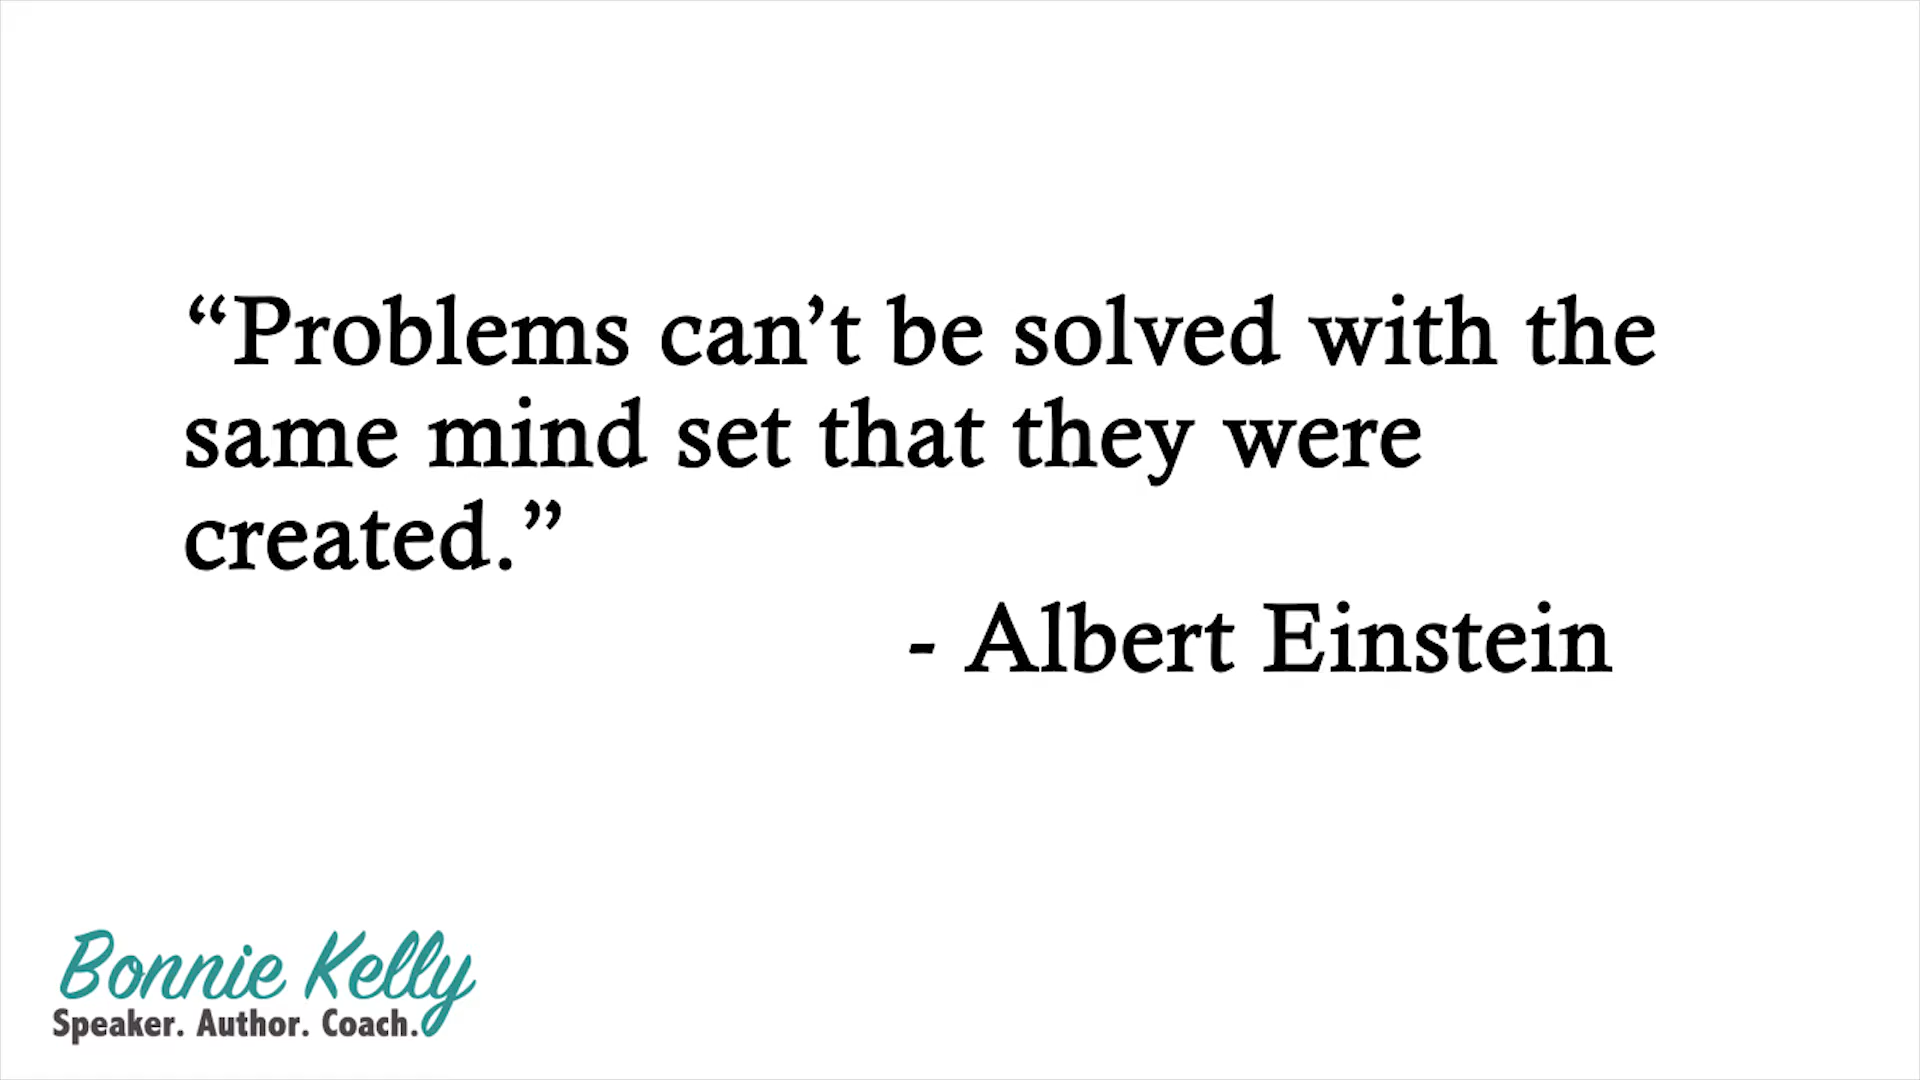 “Problems can’t be solved with the
same mind set that they were
created.”
- Albert Einstein
Bonnie Kelly
Speaker. Author. Coach.